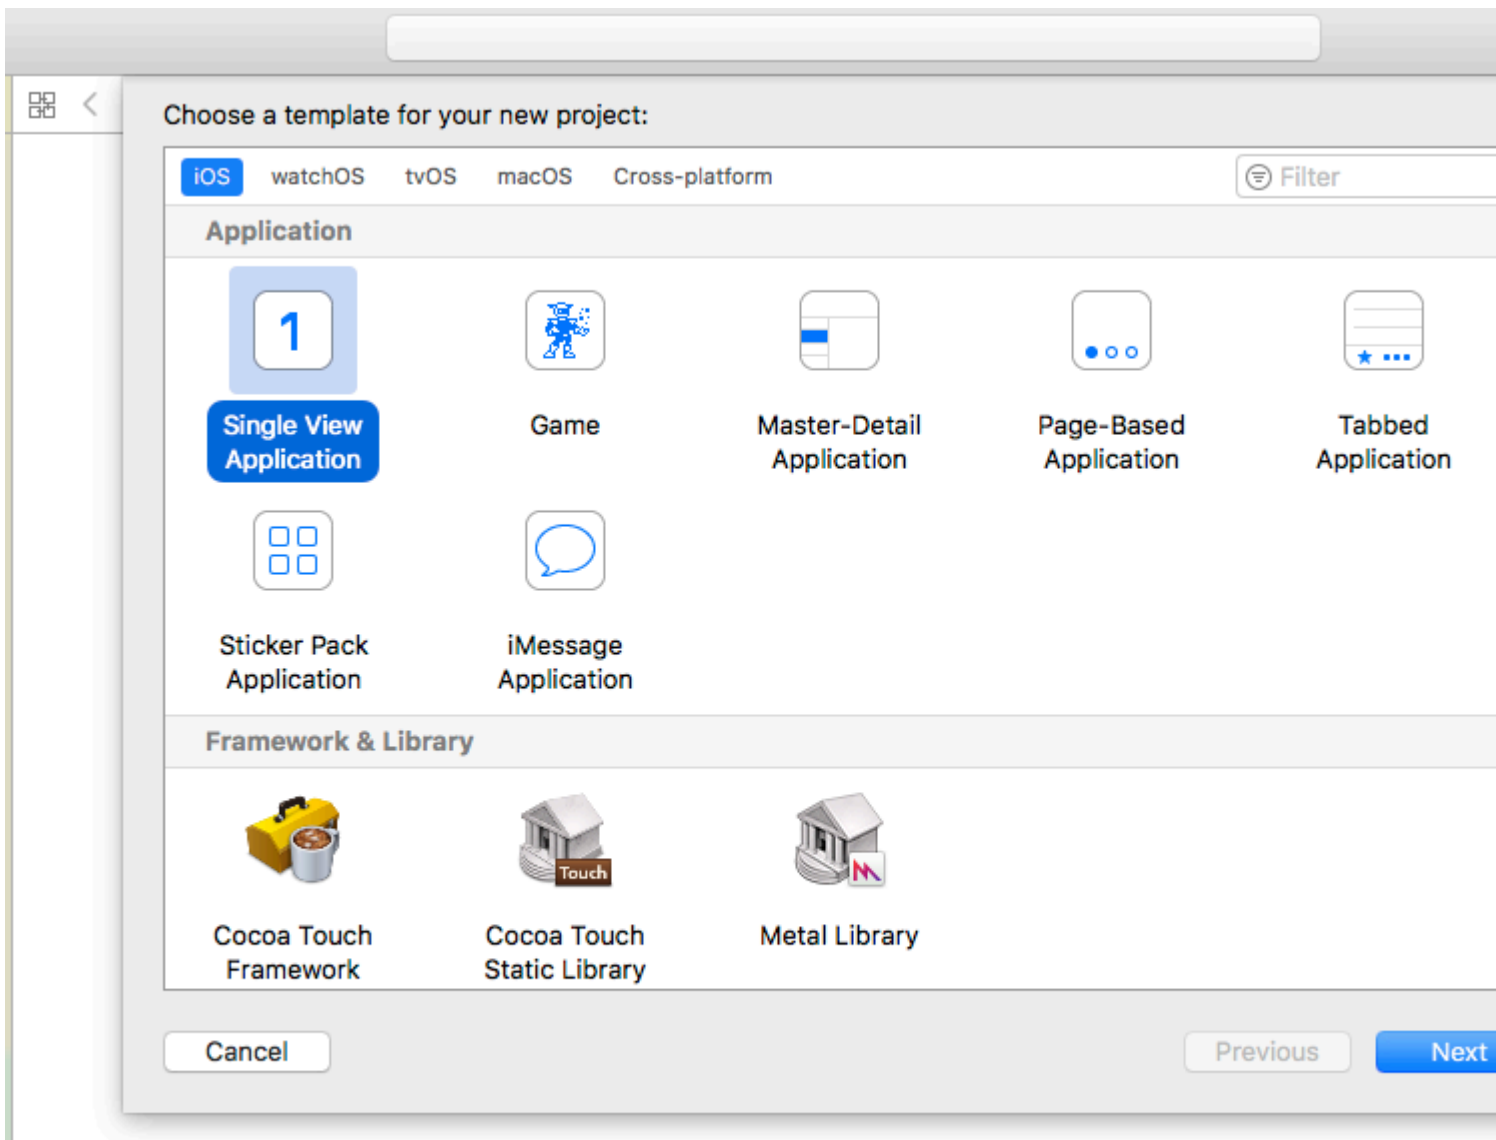 Choose a template for your new project:
iOS watchOS tvOS macOS Cross-platform Filter
Application
1
Single View
Application
Game
Master-Detail
Application
Page-Based
Application
Tabbed
Application
Sticker Pack
Application
iMessage
Application
Framework & Library
Touch
Cocoa Touch
Framework
Cocoa Touch
Static Library
Metal Library
Cancel Previous Next